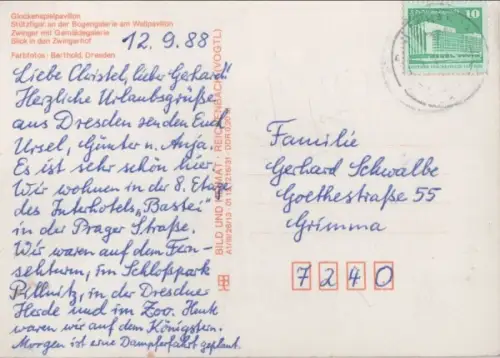 Glockenspielpavillon
Stützfigur an der Bogengalerie am Wallpavillon
Zwinger mit Gemäldegalerie
Blick in den Zwingerhof
Farbfotos: Barthold, Dresden
12. 9. 88
Liebe Christel, lieber Gerhard!
Herzliche Urlaubsgrüße
aus Dresden senden Euch
Ursel, Günter u. Anja.
Es ist sehr schön hier.
Wir wohnen in der 8. Etage
des Interhotels „Bastei"
in der Prager Straße.
Wir waren auf dem Fern-
sehturm, im Schloßpark
Pillnitz, in der Dresdner
Heide und im Zoo. Heute
waren wir auf dem Königstein.
Morgen ist eine Dampferfahrt geplant.
BILD UND HEIMAT · REICHENBACH (VOGTL)
10
Familie
Gerhard Schwalbe
Goethestraße 55
Grimma
7240